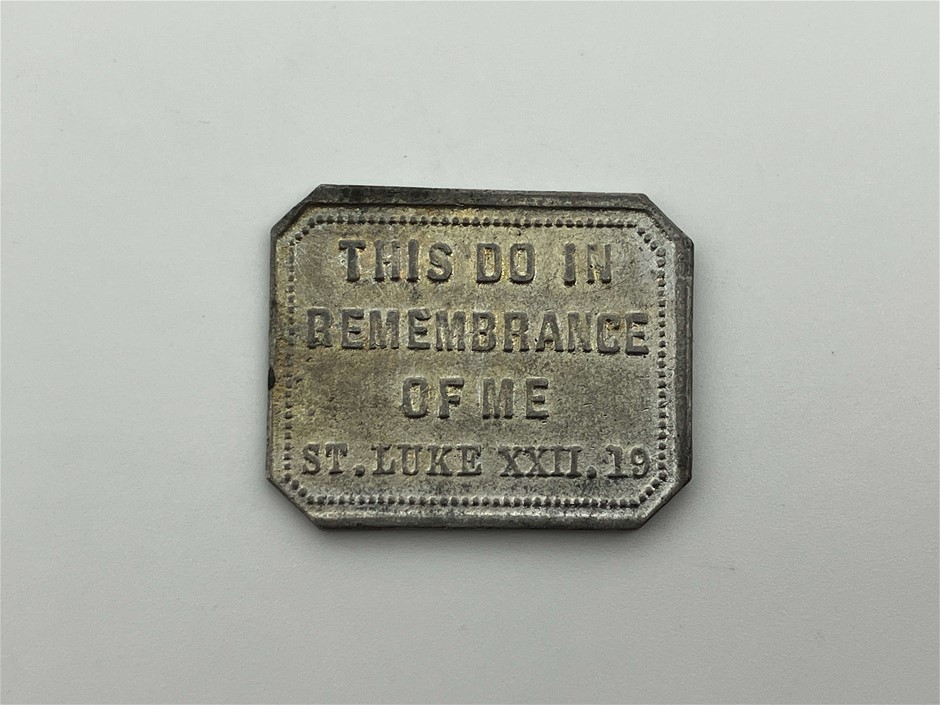 THIS DO IN
REMEMBRANCE
OF ME
ST. LUKE XXII. 19